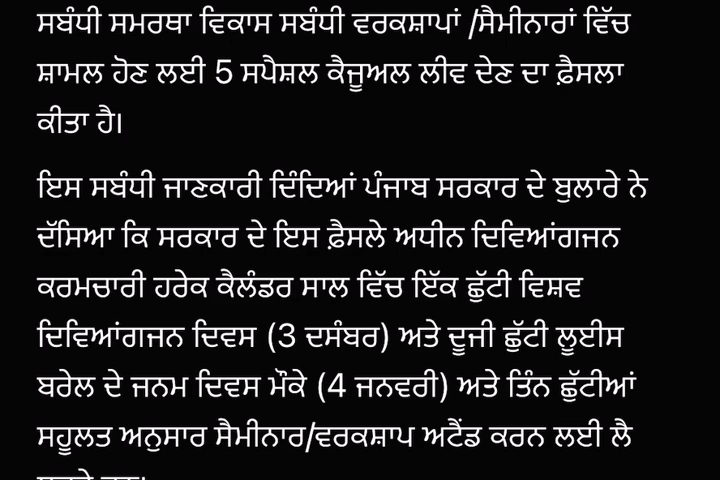 ਸਬੰਧੀ ਸਮਰਥਾ ਵਿਕਾਸ ਸਬੰਧੀ ਵਰਕਸ਼ਾਪਾਂ /ਸੈਮੀਨਾਰਾਂ ਵਿੱਚ
ਸ਼ਾਮਲ ਹੋਣ ਲਈ 5 ਸਪੈਸ਼ਲ ਕੈਜੂਅਲ ਲੀਵ ਦੇਣ ਦਾ ਫ਼ੈਸਲਾ
ਕੀਤਾ ਹੈ।
ਇਸ ਸਬੰਧੀ ਜਾਣਕਾਰੀ ਦਿੰਦਿਆਂ ਪੰਜਾਬ ਸਰਕਾਰ ਦੇ ਬੁਲਾਰੇ ਨੇ
ਦੱਸਿਆ ਕਿ ਸਰਕਾਰ ਦੇ ਇਸ ਫ਼ੈਸਲੇ ਅਧੀਨ ਦਿਵਿਆਂਗਜਨ
ਕਰਮਚਾਰੀ ਹਰੇਕ ਕੈਲੰਡਰ ਸਾਲ ਵਿੱਚ ਇੱਕ ਛੁੱਟੀ ਵਿਸ਼ਵ
ਦਿਵਿਆਂਗਜਨ ਦਿਵਸ (3 ਦਸੰਬਰ) ਅਤੇ ਦੂਜੀ ਛੁੱਟੀ ਲੂਈਸ
ਬਰੇਲ ਦੇ ਜਨਮ ਦਿਵਸ ਮੌਕੇ (4 ਜਨਵਰੀ) ਅਤੇ ਤਿੰਨ ਛੁੱਟੀਆਂ
ਸਹੂਲਤ ਅਨੁਸਾਰ ਸੈਮੀਨਾਰ/ਵਰਕਸ਼ਾਪ ਅਟੈਂਡ ਕਰਨ ਲਈ ਲੈ